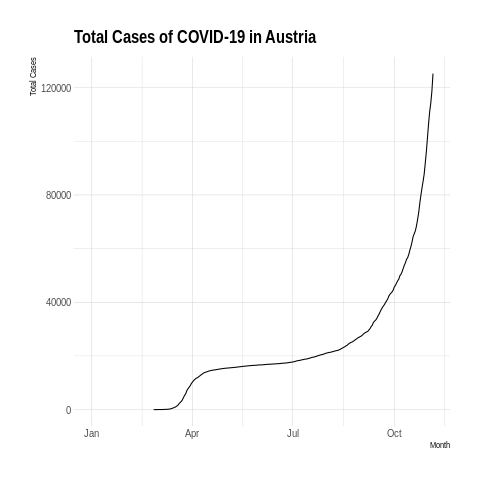 Total Cases of COVID-19 in Austria
Total Cases
120000
80000
40000
0
Jan Apr Jul Oct
Month